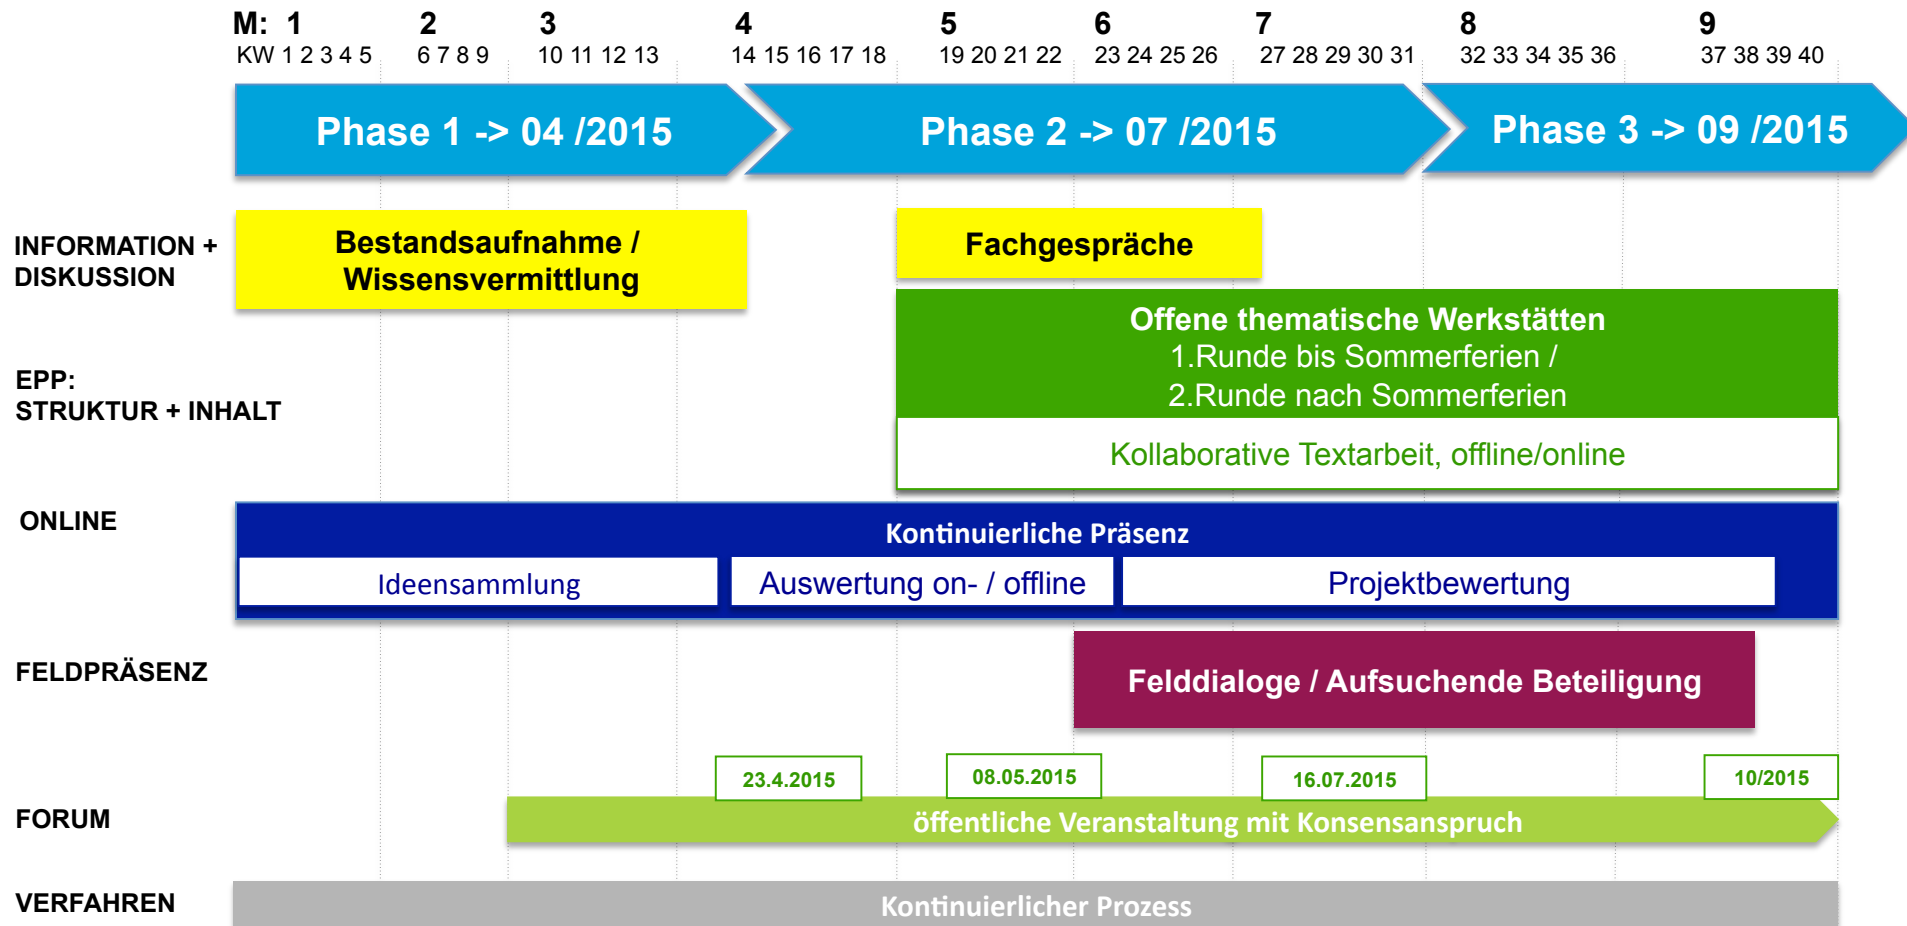 M: 1 2 3 4 5 6 7 8 9
KW 1 2 3 4 5 6 7 8 9 10 11 12 13 14 15 16 17 18 19 20 21 22 23 24 25 26 27 28 29 30 31 32 33 34 35 36 37 38 39 40
Phase 1 -> 04 /2015
Phase 2 -> 07 /2015
Phase 3 -> 09 /2015
INFORMATION +
DISKUSSION
Bestandsaufnahme /
Wissensvermittlung
Fachgespräche
EPP:
STRUKTUR + INHALT
Offene thematische Werkstätten
1.Runde bis Sommerferien /
2.Runde nach Sommerferien
Kollaborative Textarbeit, offline/online
ONLINE
Kontinuierliche Präsenz
Ideensammlung
Auswertung on- / offline
Projektbewertung
FELDPRÄSENZ
Felddialoge / Aufsuchende Beteiligung
23.4.2015
08.05.2015
16.07.2015
10/2015
FORUM
öffentliche Veranstaltung mit Konsensanspruch
VERFAHREN
Kontinuierlicher Prozess